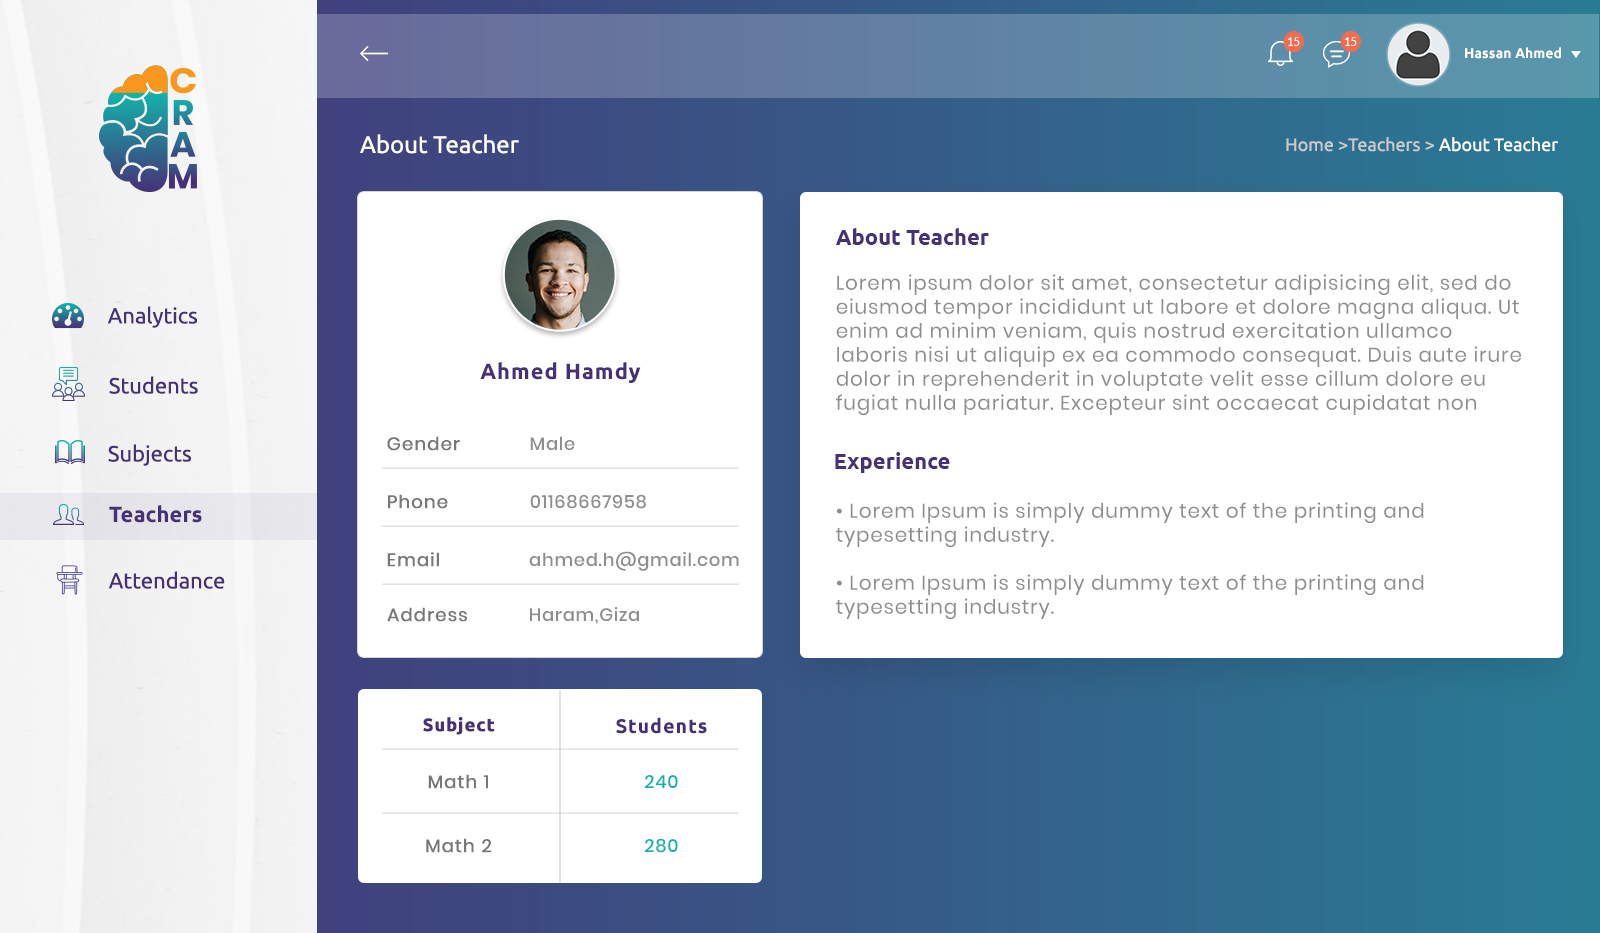 C
R
A
M
Analytics
Students
Subjects
Teachers
Attendance
15
15
Hassan Ahmed
About Teacher
Home >Teachers > About Teacher
Ahmed Hamdy
Gender Male
Phone 01168667958
Email ahmed.h@gmail.com
Address Haram,Giza
About Teacher
Lorem ipsum dolor sit amet, consectetur adipisicing elit, sed do
eiusmod tempor incididunt ut labore et dolore magna aliqua. Ut
enim ad minim veniam, quis nostrud exercitation ullamco
laboris nisi ut aliquip ex ea commodo consequat. Duis aute irure
dolor in reprehenderit in voluptate velit esse cillum dolore eu
fugiat nulla pariatur. Excepteur sint occaecat cupidatat non
Experience
• Lorem Ipsum is simply dummy text of the printing and
typesetting industry.
• Lorem Ipsum is simply dummy text of the printing and
typesetting industry.
Subject Students
Math 1 240
Math 2 280